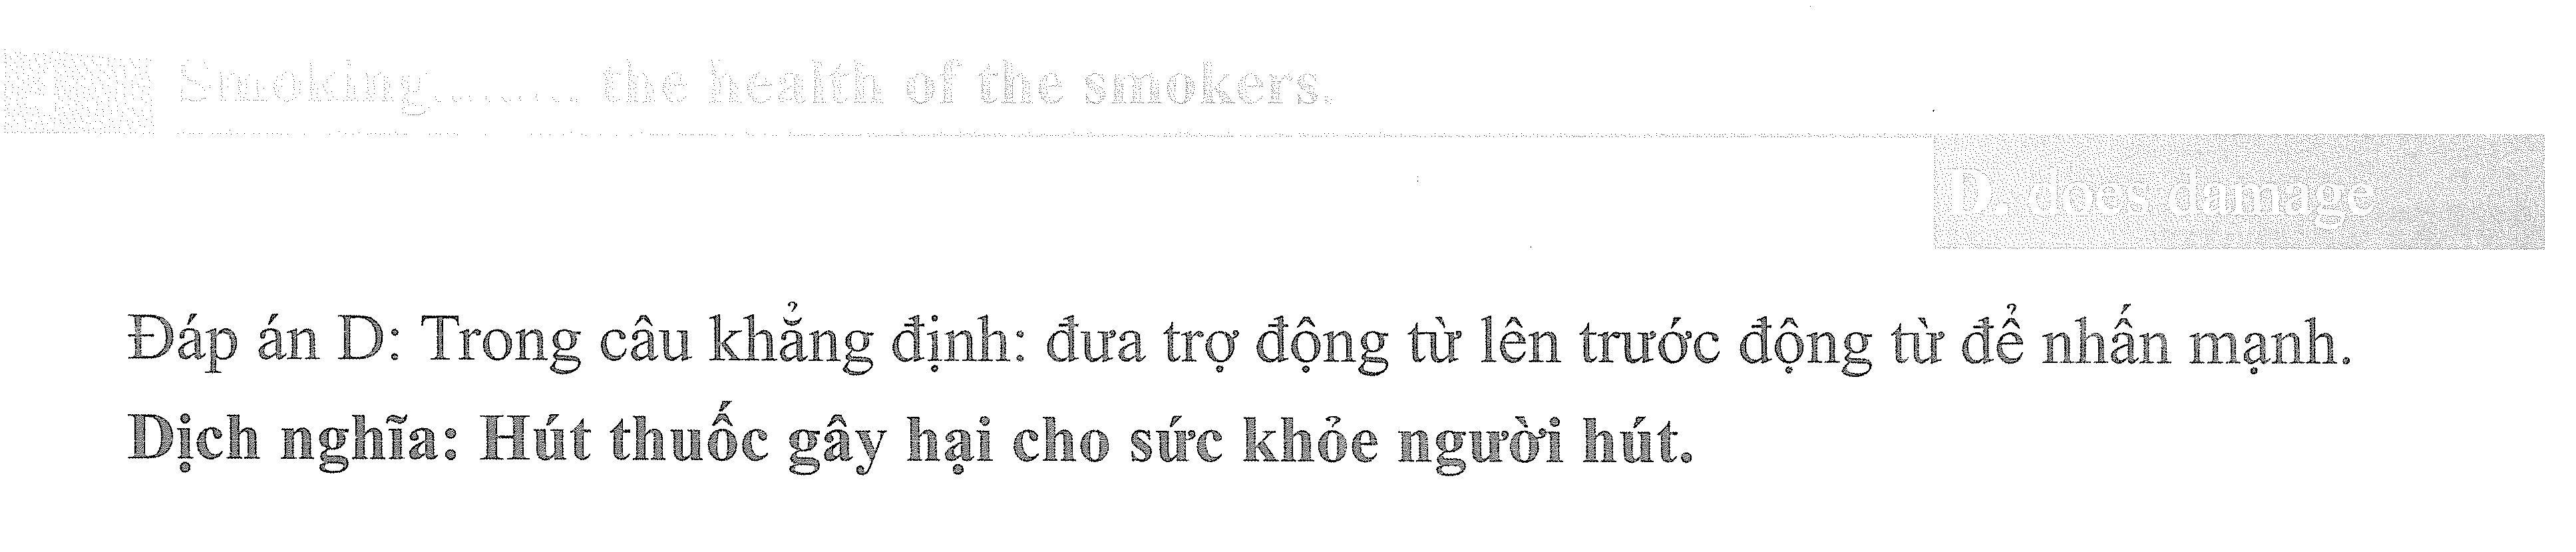 Smoking......... the health of the smokers.
D. does damage
Đáp án D: Trong câu khẳng định: đưa trợ động từ lên trước động từ để nhấn mạnh.
Dịch nghĩa: Hút thuốc gây hại cho sức khỏe người hút.